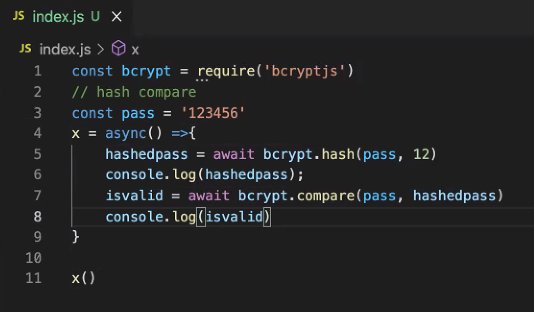 JS index.js U ×
JS index.js > x
1 const bcrypt = require('bcryptjs')
2 // hash compare
3 const pass = '123456'
4 x = async() =>{
5 hashedpass = await bcrypt.hash(pass, 12)
6 console.log(hashedpass);
7 isvalid = await bcrypt.compare(pass, hashedpass)
8 console.log(isvalid)
9 }
10
11 x()